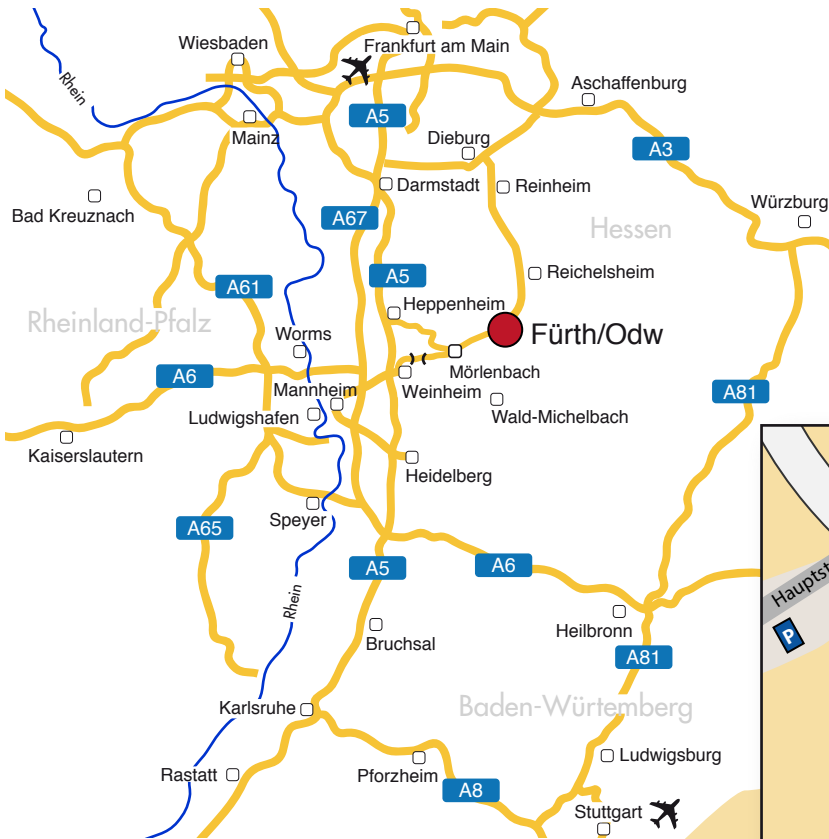 Wiesbaden
Frankfurt am Main
Rhein
Aschaffenburg
A5
Mainz
Dieburg
A3
Darmstadt
Reinheim
Bad Kreuznach
Würzburg
A67
Hessen
A5
Reichelsheim
A61
Heppenheim
Rheinland-Pfalz
Worms
Fürth/Odw
A6
Mörlenbach
Mannheim
Weinheim
A81
Ludwigshafen
Wald-Michelbach
Kaiserslautern
Heidelberg
Speyer
A65
A5
A6
Hauptst
Rhein
Heilbronn
P
Bruchsal
A81
Karlsruhe
Baden-Würtemberg
Ludwigsburg
Rastatt
Pforzheim
A8
Stuttgart